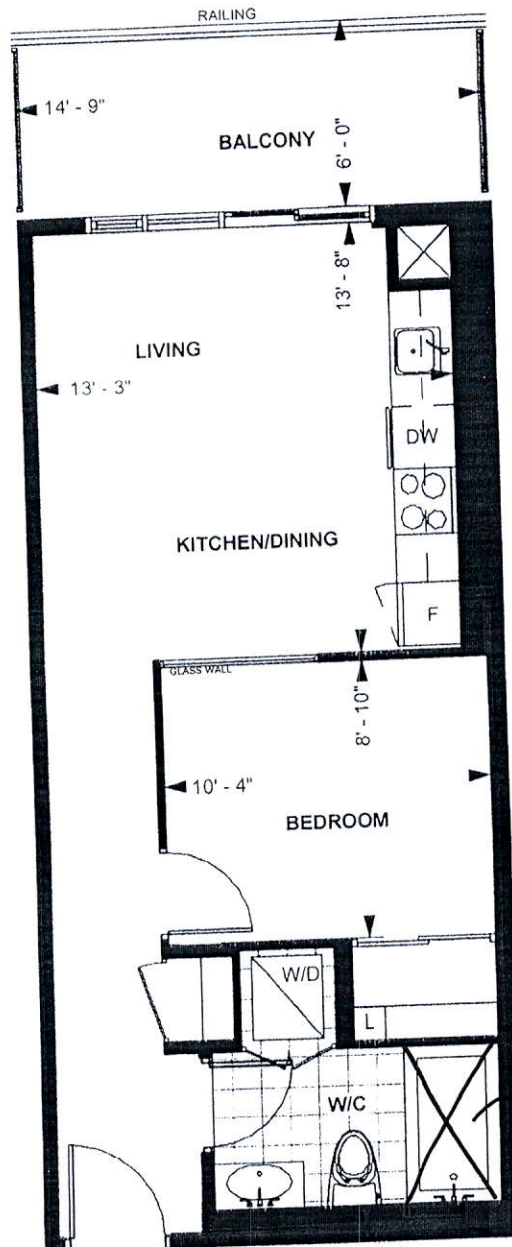 RAILING
14' - 9"
BALCONY
6' - 0"
13' - 8"
LIVING
13' - 3"
DW
KITCHEN/DINING
F
GLASS WALL
8' - 10"
10' - 4"
BEDROOM
W/D
L
W/C